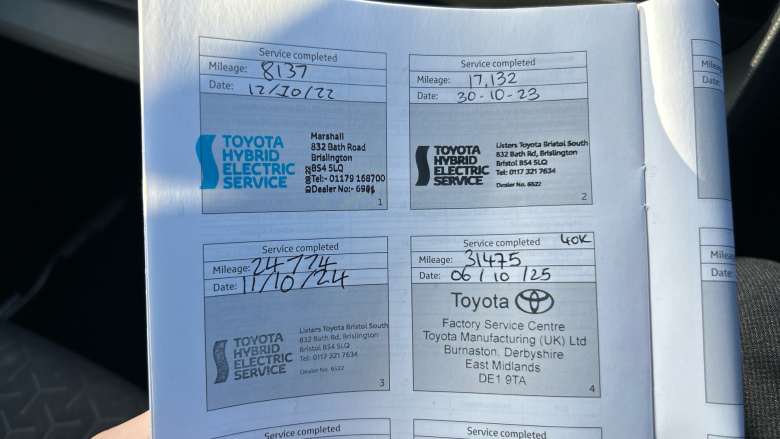 Service completed
Mileage: 8137
Date: 12/10/22
TOYOTA
HYBRID
ELECTRIC
SERVICE
Marshall
832 Bath Road
Brislington
BS4 5LQ
Tel:- 01179 168700
Dealer No:-
1
Service completed
Mileage: 17,132
Date: 30-10-23
TOYOTA
HYBRID
ELECTRIC
SERVICE
Listers Toyota Bristol South
832 Bath Rd, Brislington
Bristol BS4 5LQ
Tel: 0117 321 7634
Dealer No. 6522
2
Service completed
Mileage: 24774
Date: 11/10/24
TOYOTA
HYBRID
ELECTRIC
SERVICE
Listers Toyota Bristol South
832 Bath Rd, Brislington
Bristol BS4 5LQ
Tel: 0117 321 7634
Dealer No. 6522
3
Service completed 40K
Mileage: 31475
Date: 06/10/25
Toyota
Factory Service Centre
Toyota Manufacturing (UK) Ltd
Burnaston, Derbyshire
East Midlands
DE1 9TA
4
Service completed
Service completed
Mile
Date:
Mile
Date: